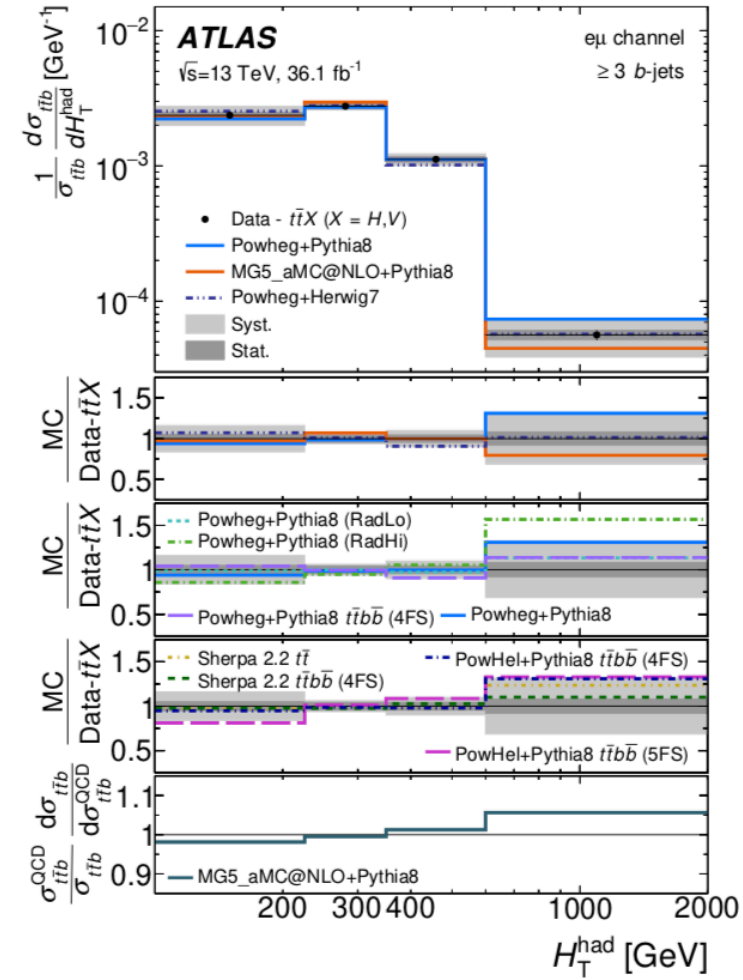 ATLAS
√s=13 TeV, 36.1 fb⁻¹
eμ channel
≥ 3 b-jets
1/σ_tt̄b dσ_tt̄b/dH_T^had [GeV⁻¹]
10⁻²
10⁻³
10⁻⁴
Data - tt̄X (X = H,V)
Powheg+Pythia8
MG5_aMC@NLO+Pythia8
Powheg+Herwig7
Syst.
Stat.
MC/Data-tt̄X
1.5
1
0.5
MC/Data-tt̄X
1.5
1
0.5
Powheg+Pythia8 (RadLo)
Powheg+Pythia8 (RadHi)
Powheg+Pythia8 tt̄bb̄ (4FS)
Powheg+Pythia8
MC/Data-tt̄X
1.5
1
0.5
Sherpa 2.2 tt̄
PowHel+Pythia8 tt̄bb̄ (4FS)
Sherpa 2.2 tt̄bb̄ (4FS)
PowHel+Pythia8 tt̄bb̄ (5FS)
σ_tt̄b^QCD/σ_tt̄b dσ_tt̄b/dσ_tt̄b^QCD
1.1
1
0.9
MG5_aMC@NLO+Pythia8
200 300 400 1000 2000
H_T^had [GeV]